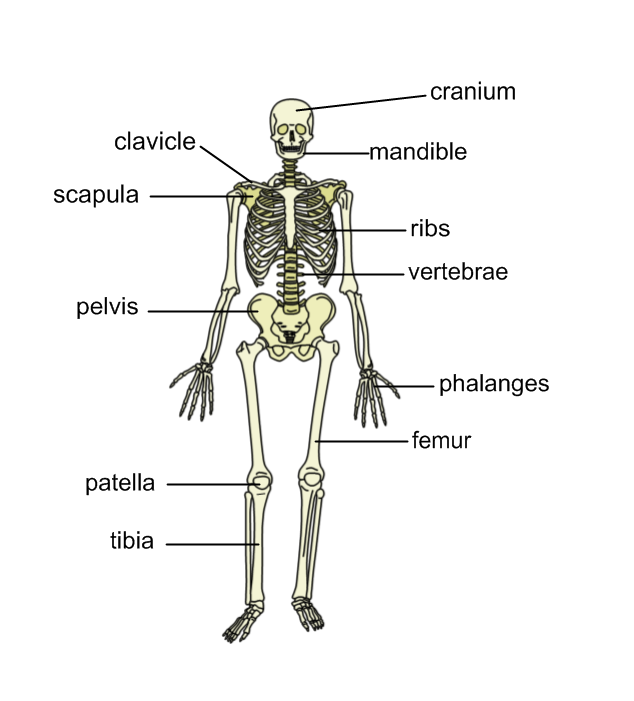 cranium
clavicle
mandible
scapula
ribs
vertebrae
pelvis
phalanges
femur
patella
tibia